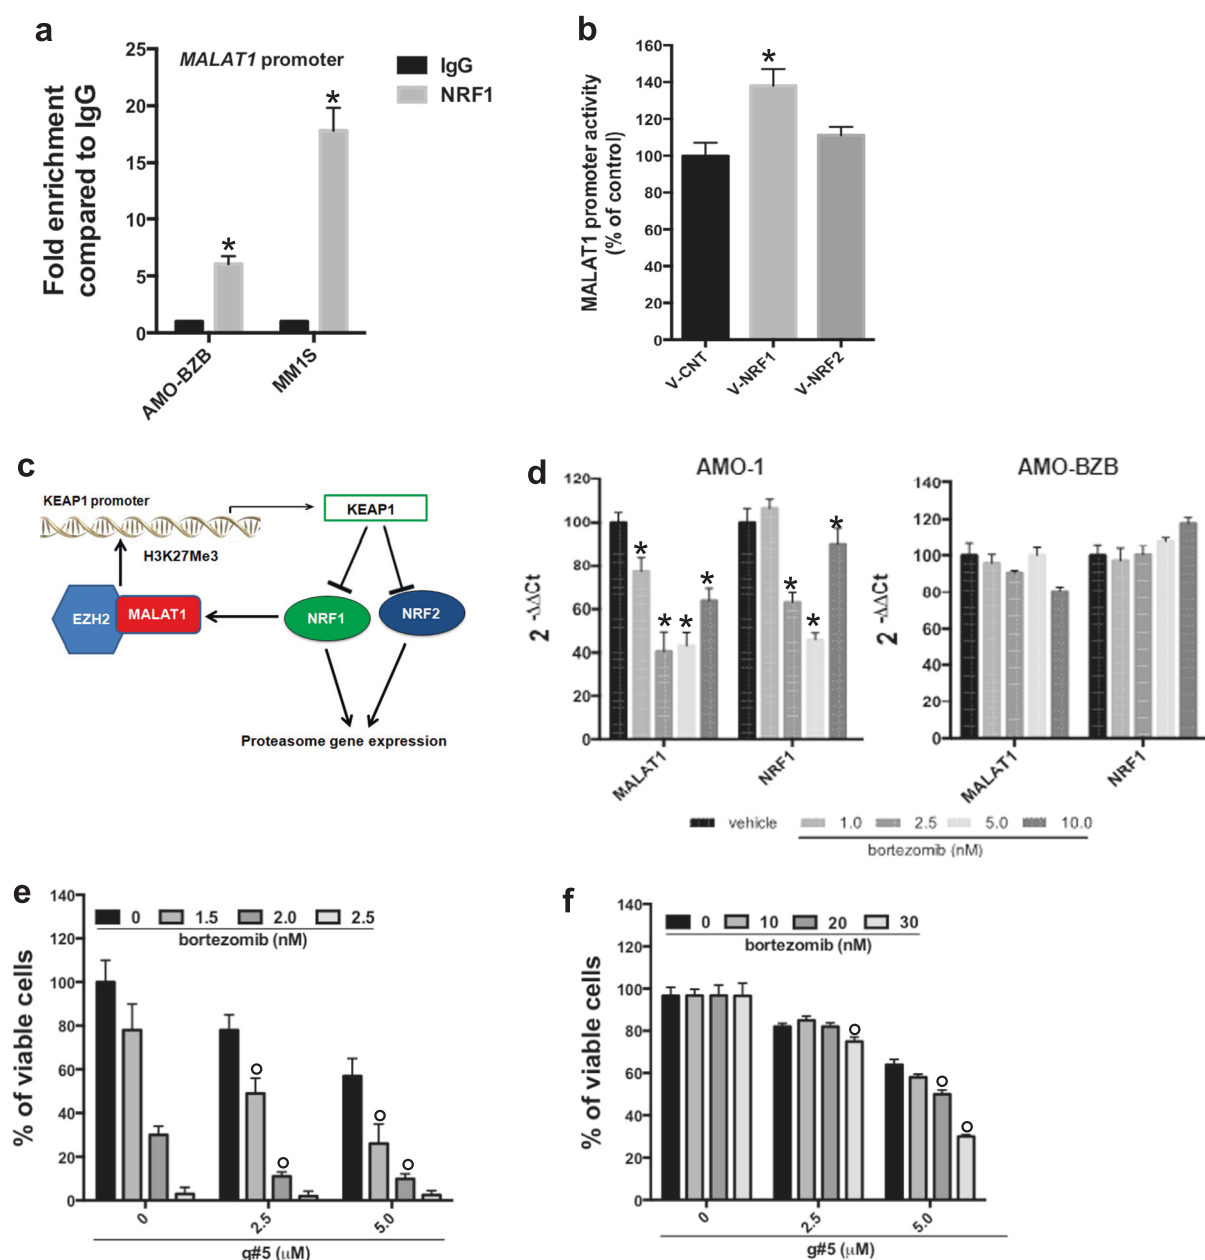 a
MALAT1 promoter
IgG
NRF1
Fold enrichment
compared to IgG
25
20
15
10
5
0
*
*
AMO-BZB
MM1S
b
MALAT1 promoter activity
(% of control)
160
140
120
100
80
60
40
20
0
*
V-CNT
V-NRF1
V-NRF2
c
KEAP1 promoter
KEAP1
H3K27Me3
EZH2
MALAT1
NRF1
NRF2
Proteasome gene expression
d
AMO-1
2 -ΔΔCt
120
100
80
60
40
20
0
* * * * * * *
MALAT1
NRF1
AMO-BZB
2 -ΔΔCt
140
120
100
80
60
40
20
0
MALAT1
NRF1
vehicle 1.0 2.5 5.0 10.0
bortezomib (nM)
e
% of viable cells
140
120
100
80
60
40
20
0
0 1.5 2.0 2.5
bortezomib (nM)
0
2.5
5.0
g#5 (μM)
f
% of viable cells
140
120
100
80
60
40
20
0
0 10 20 30
bortezomib (nM)
0
2.5
5.0
g#5 (μM)